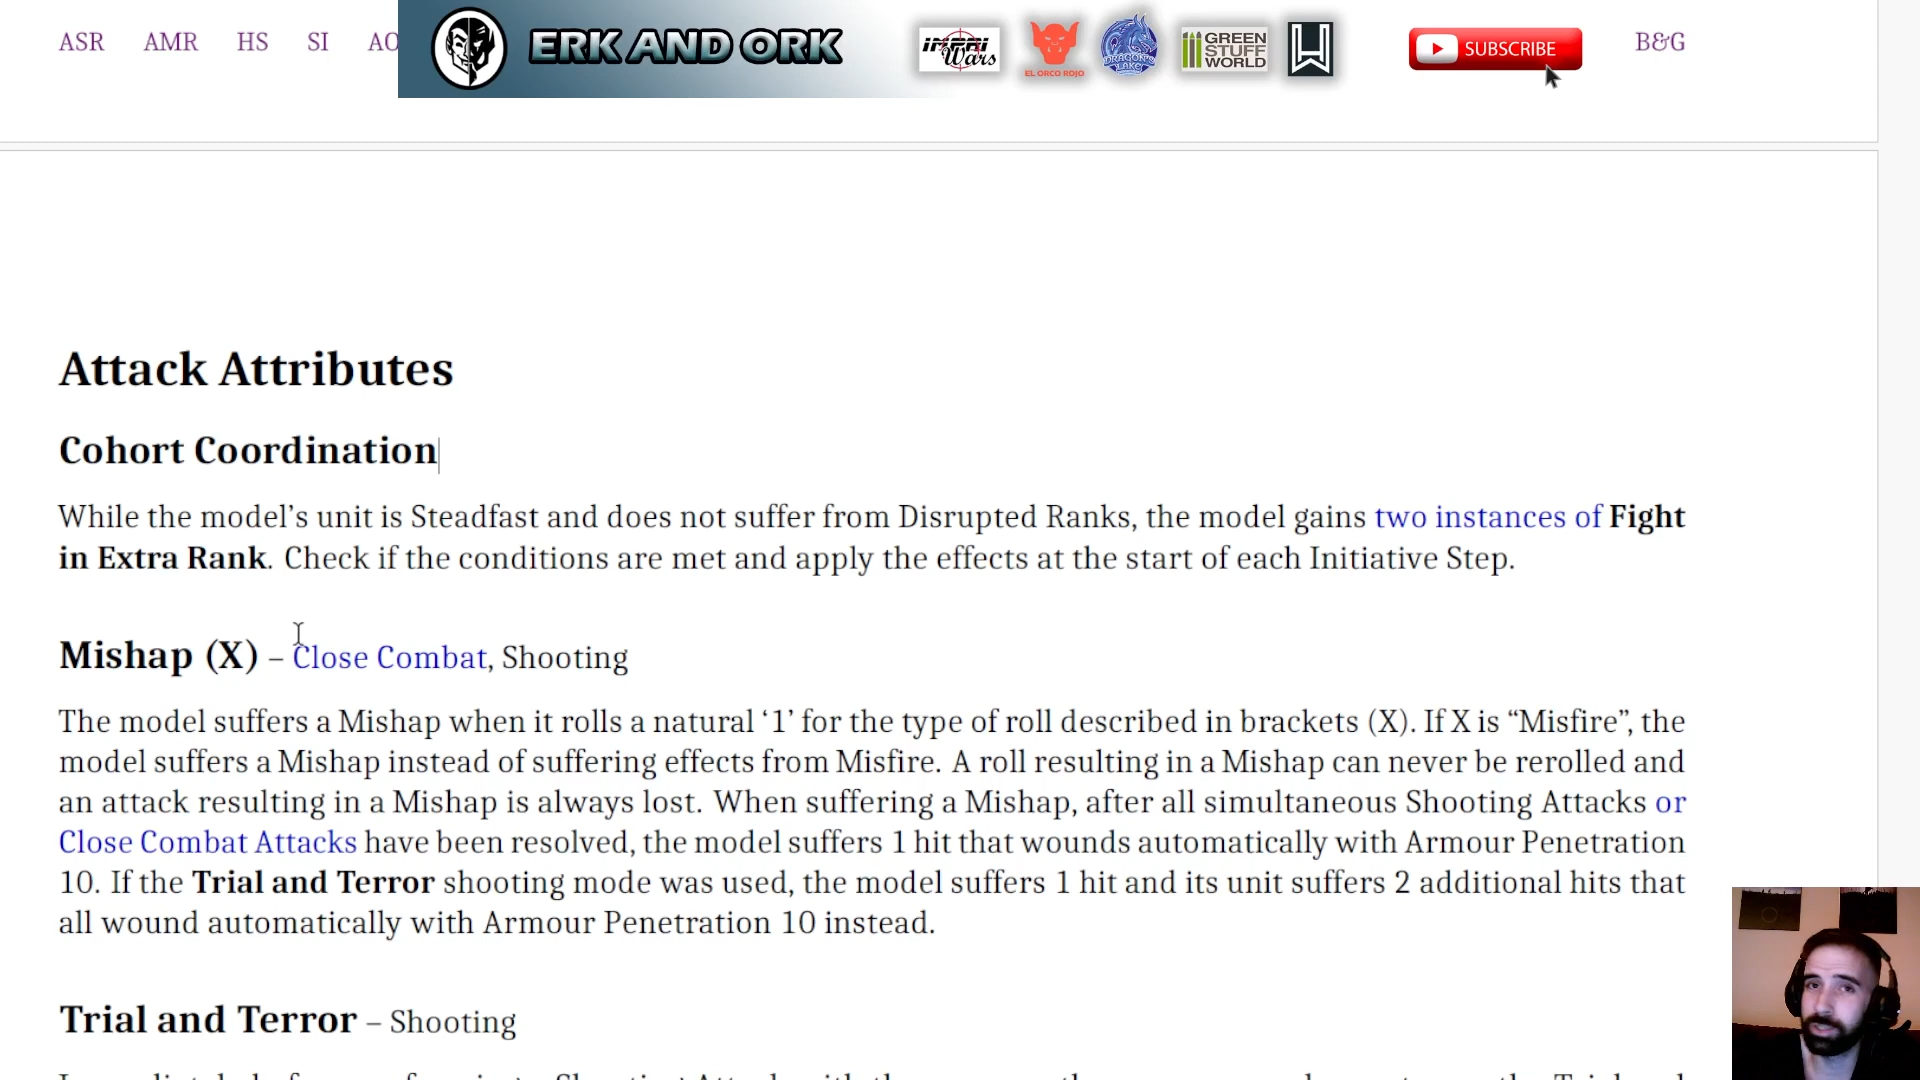 ASR AMR HS SI AO
ERK AND ORK
IMPRI Wars
EL ORCO ROJO
DRAGON'S LAKE
GREEN STUFF WORLD
SUBSCRIBE
B&G
Attack Attributes
Cohort Coordination
While the model’s unit is Steadfast and does not suffer from Disrupted Ranks, the model gains two instances of Fight
in Extra Rank. Check if the conditions are met and apply the effects at the start of each Initiative Step.
Mishap (X) – Close Combat, Shooting
The model suffers a Mishap when it rolls a natural ‘1’ for the type of roll described in brackets (X). If X is “Misfire”, the
model suffers a Mishap instead of suffering effects from Misfire. A roll resulting in a Mishap can never be rerolled and
an attack resulting in a Mishap is always lost. When suffering a Mishap, after all simultaneous Shooting Attacks or
Close Combat Attacks have been resolved, the model suffers 1 hit that wounds automatically with Armour Penetration
10. If the Trial and Terror shooting mode was used, the model suffers 1 hit and its unit suffers 2 additional hits that
all wound automatically with Armour Penetration 10 instead.
Trial and Terror – Shooting